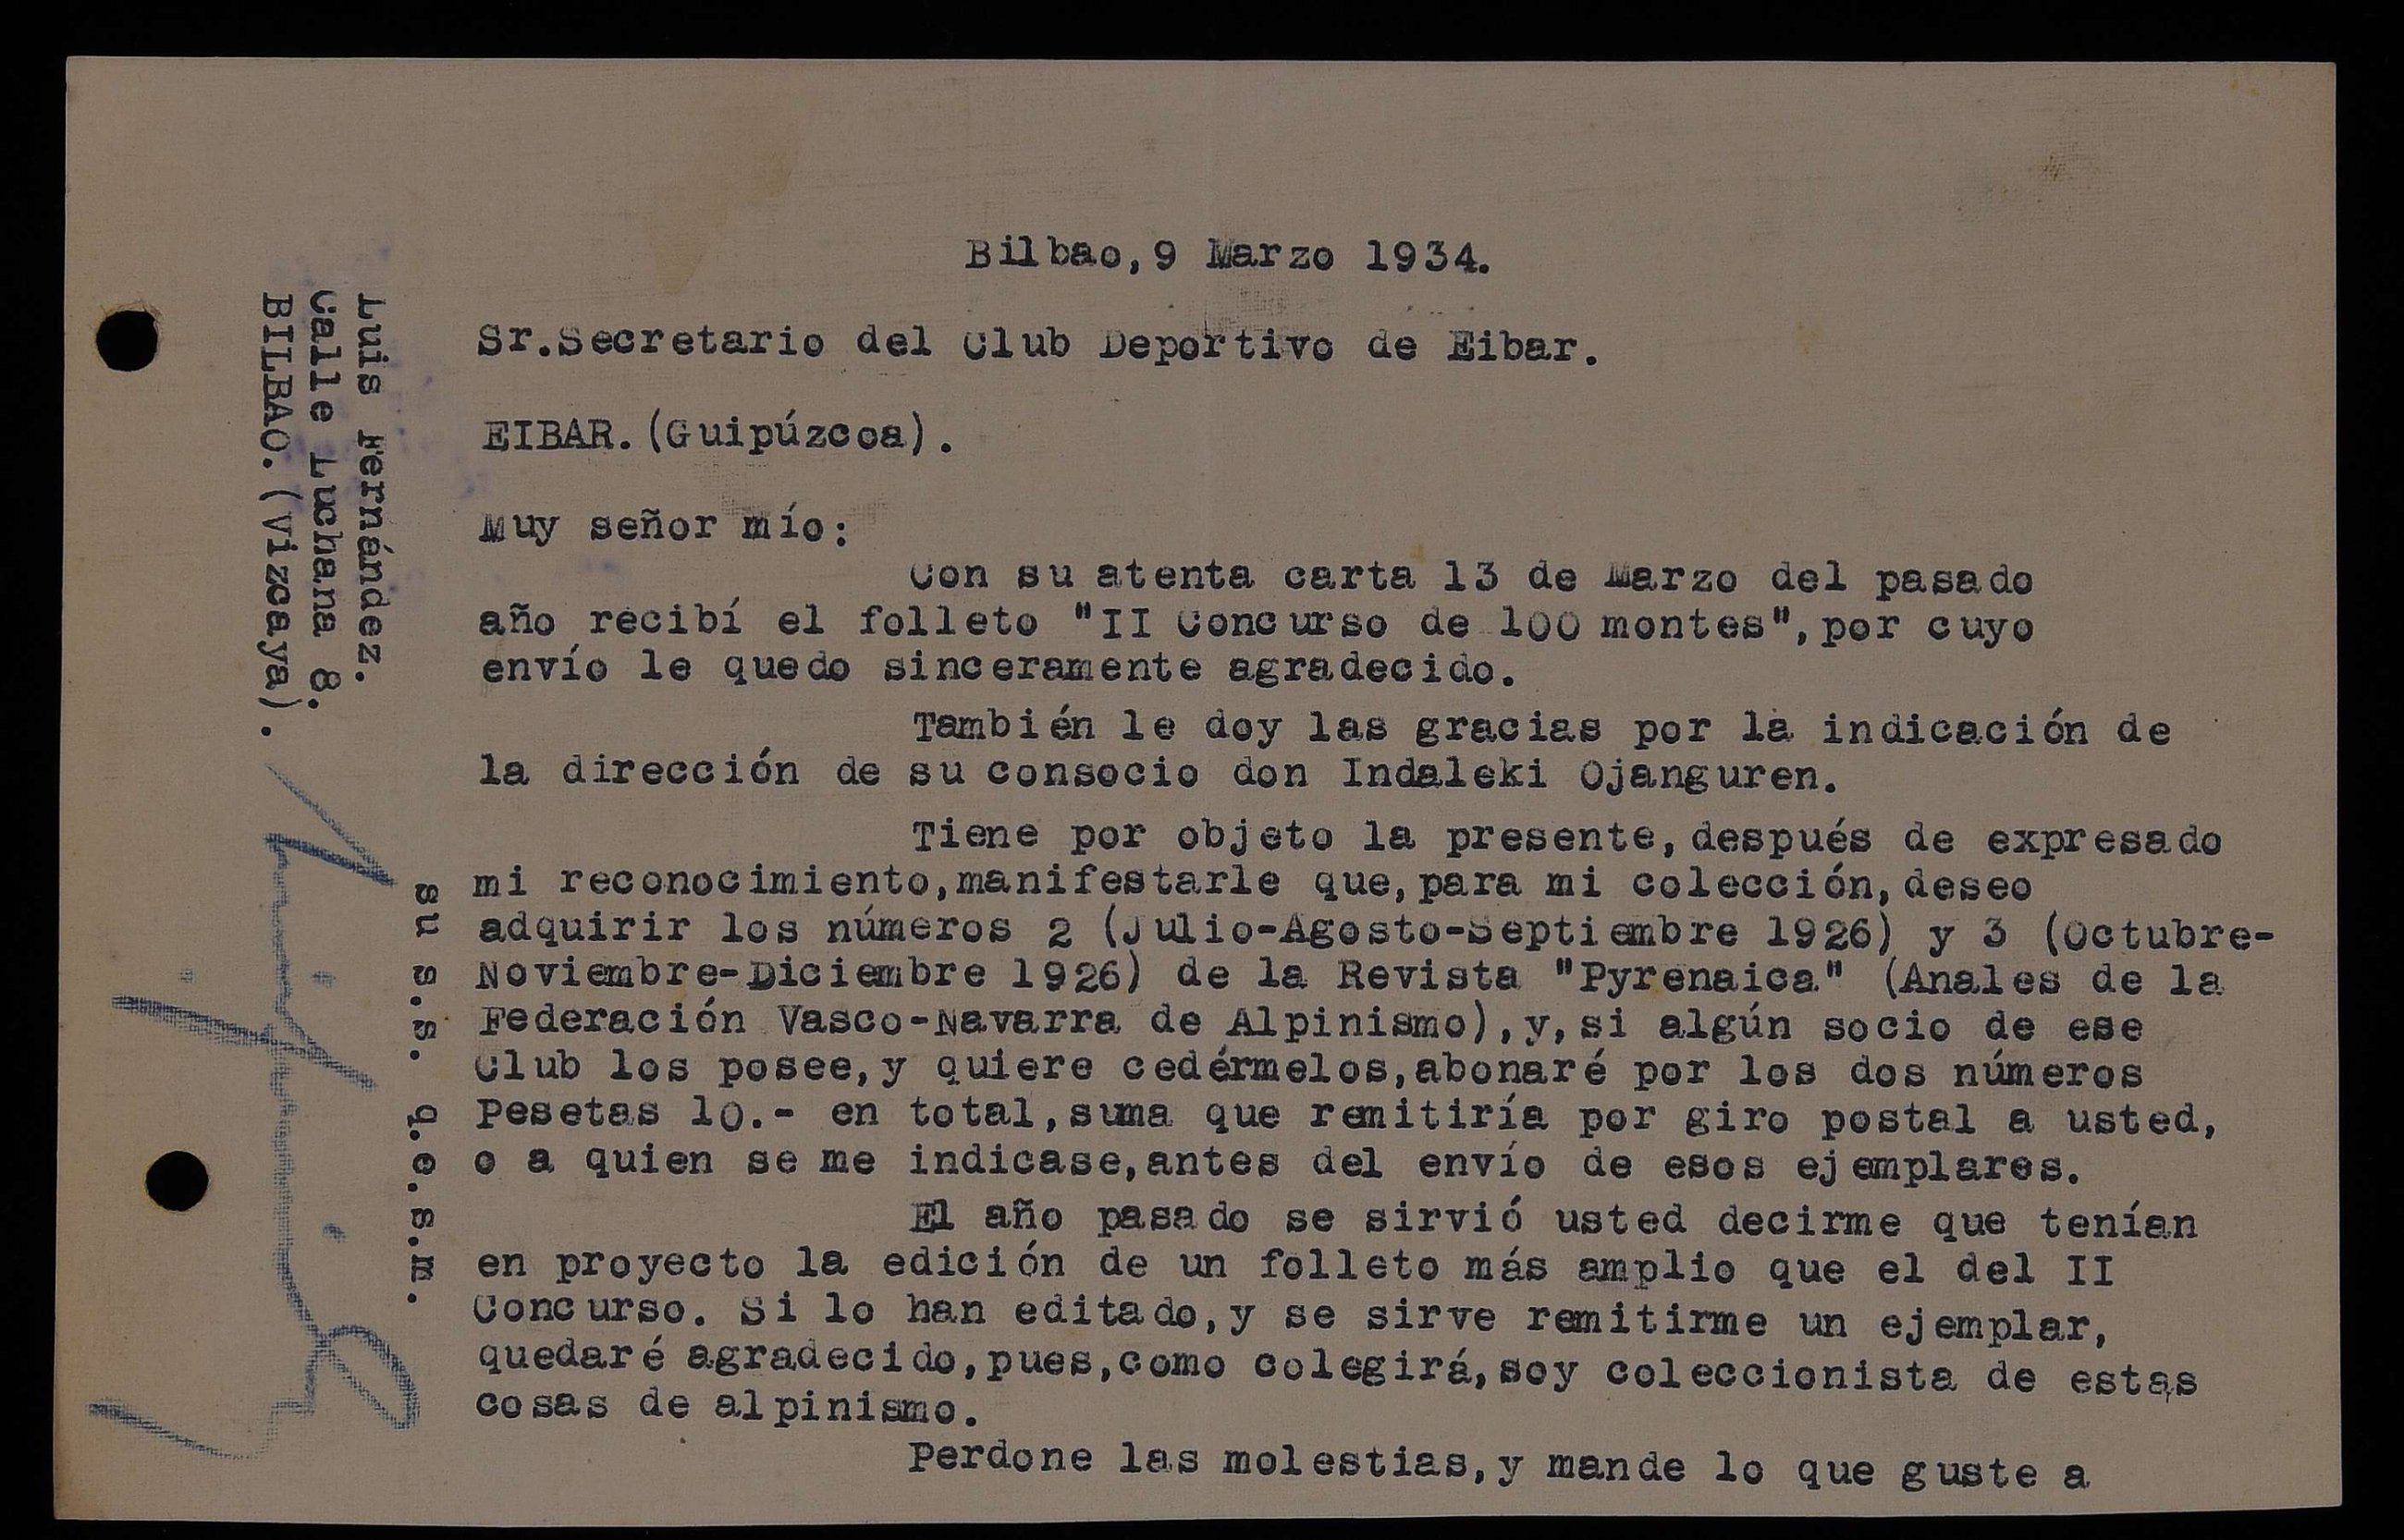 Bilbao,9 Marzo 1934.
Sr.Secretario del Club Deportivo de Eibar.
EIBAR.(Guipúzcoa).
Muy señor mío:
Con su atenta carta 13 de Marzo del pasado
año recibí el folleto "II Concurso de 100 montes",por cuyo
envío le quedo sinceramente agradecido.
También le doy las gracias por la indicación de
la dirección de su consocio don Indaleki Ojanguren.
Tiene por objeto la presente,después de expresado
mi reconocimiento,manifestarle que,para mi colección,deseo
adquirir los números 2 (Julio-Agosto-Septiembre 1926) y 3 (Octubre-
Noviembre-Diciembre 1926) de la Revista "Pyrenaica" (Anales de la
Federación Vasco-Navarra de Alpinismo),y,si algún socio de ese
Club los posee,y quiere cedérmelos,abonaré por los dos números
Pesetas 10.- en total,suma que remitiría por giro postal a usted,
o a quien se me indicase,antes del envío de esos ejemplares.
El año pasado se sirvió usted decirme que tenían
en proyecto la edición de un folleto más amplio que el del II
Concurso. Si lo han editado,y se sirve remitirme un ejemplar,
quedaré agradecido,pues,como colegirá,soy coleccionista de estas
cosas de alpinismo.
Perdone las molestias,y mande lo que guste a
su s.s. q.e.s.m.
Luis Hernández.
Calle Luchana 8.
BILBAO.(Vizcaya).